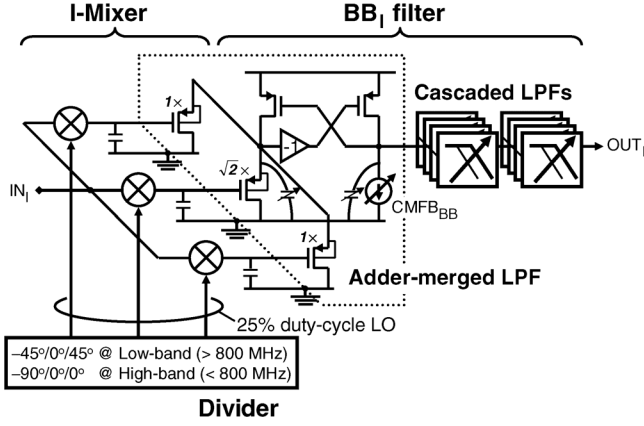 I-Mixer
BB_I filter
1×
Cascaded LPFs
-1
OUT_I
√2×
IN_I
CMFB_BB
1×
Adder-merged LPF
25% duty-cycle LO
–45°/0°/45° @ Low-band (> 800 MHz)
–90°/0°/0° @ High-band (< 800 MHz)
Divider